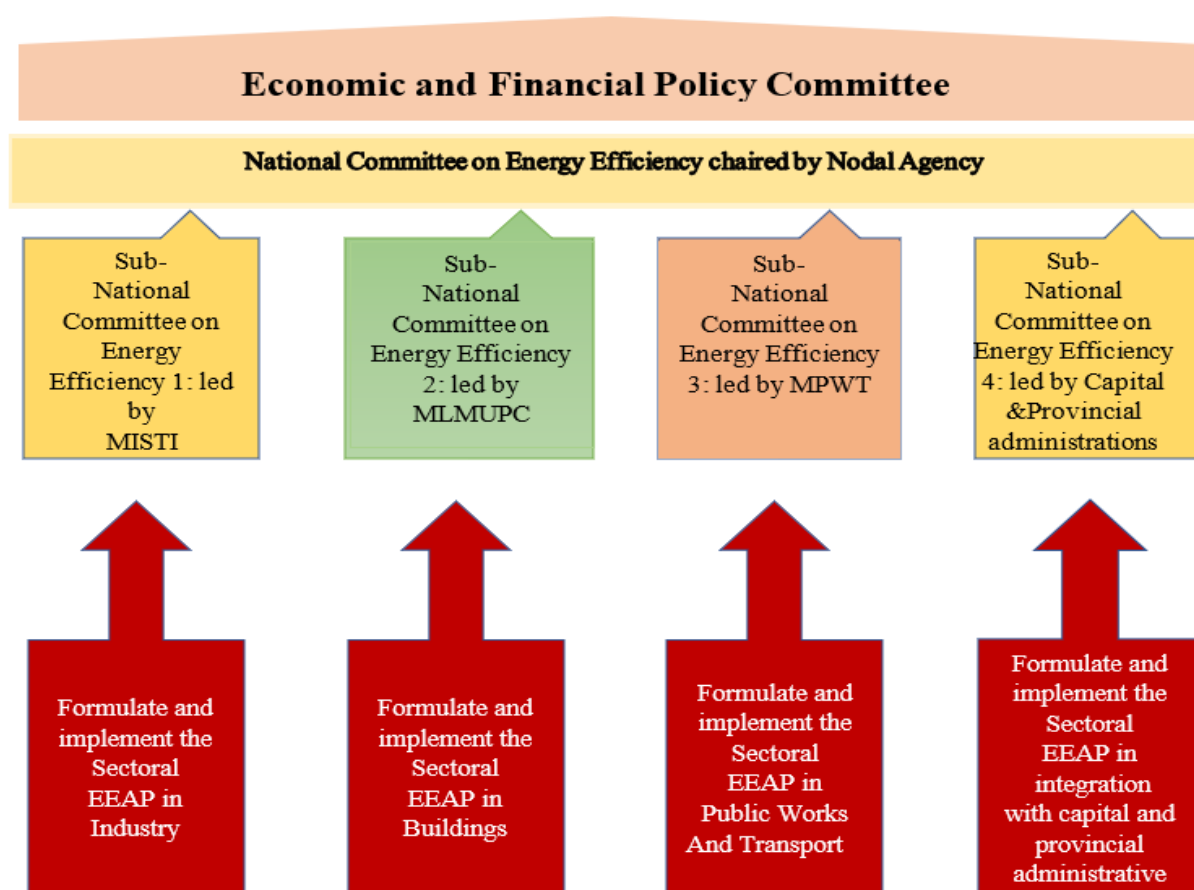 Economic and Financial Policy Committee
National Committee on Energy Efficiency chaired by Nodal Agency
Sub-
National
Committee on
Energy
Efficiency 1: led
by
MISTI
Sub-
National
Committee on
Energy Efficiency
2: led by
MLMUPC
Sub-
National
Committee on
Energy Efficiency
3: led by MPWT
Sub-
National
Committee on
Energy Efficiency
4: led by Capital
&Provincial
administrations
Formulate and
implement the
Sectoral
EEAP in
Industry
Formulate and
implement the
Sectoral
EEAP in
Buildings
Formulate and
implement the
Sectoral
EEAP in
Public Works
And Transport
Formulate and
implement the
Sectoral
EEAP in
integration
with capital and
provincial
administrative